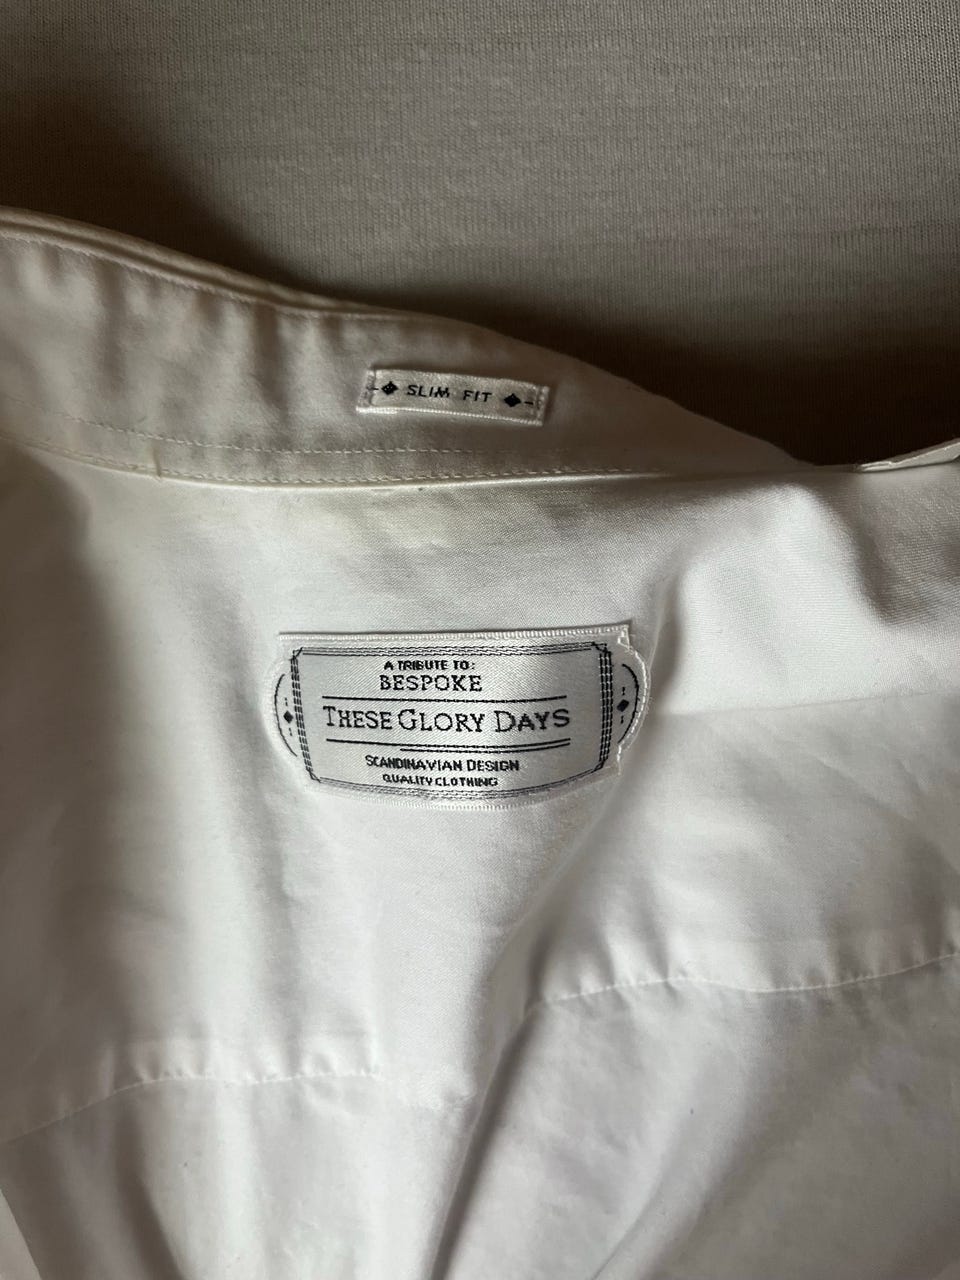 SLIM FIT
A TRIBUTE TO:
BESPOKE
THESE GLORY DAYS
SCANDINAVIAN DESIGN
QUALITY CLOTHING